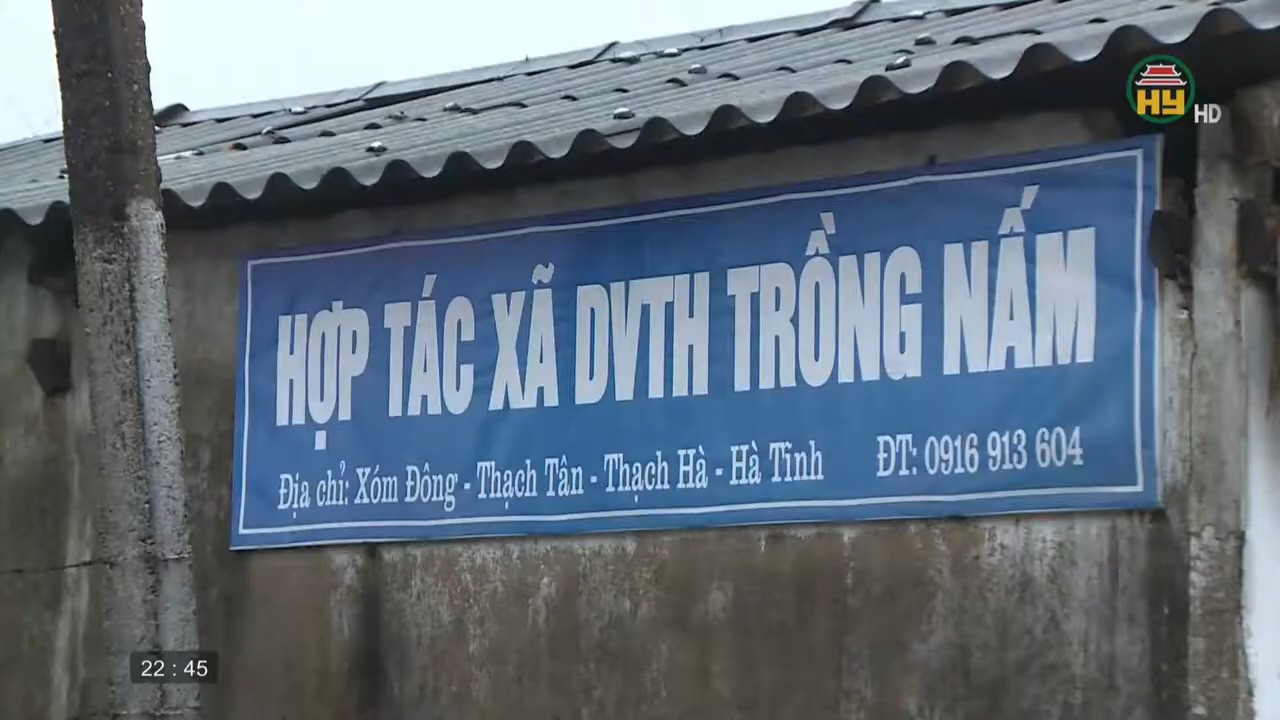 HY HD
HỢP TÁC XÃ DVTH TRỒNG NẤM
Địa chỉ: Xóm Đông - Thạch Tân - Thạch Hà - Hà Tĩnh ĐT: 0916 913 604
22 : 45